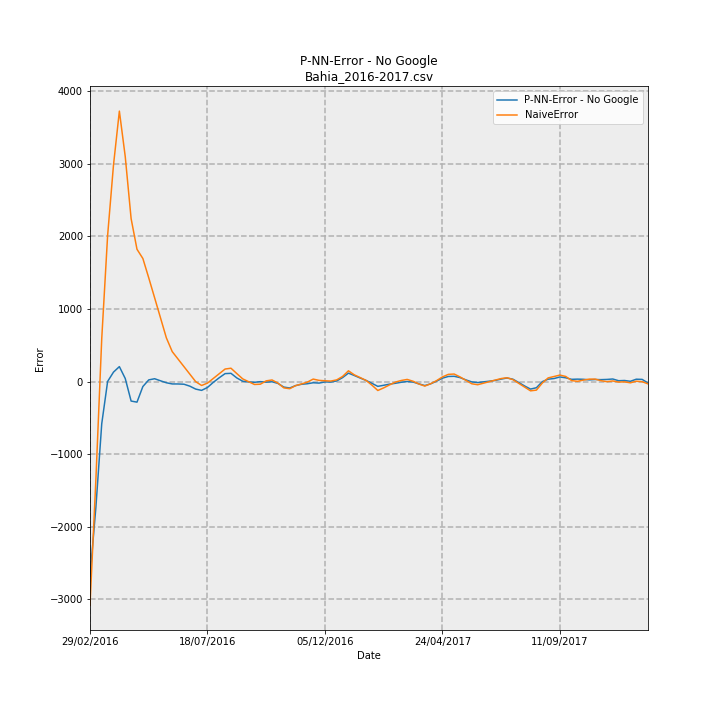 P-NN-Error - No Google
Bahia_2016-2017.csv
P-NN-Error - No Google
NaiveError
4000
3000
2000
1000
0
−1000
−2000
−3000
Error
29/02/2016 18/07/2016 05/12/2016 24/04/2017 11/09/2017
Date